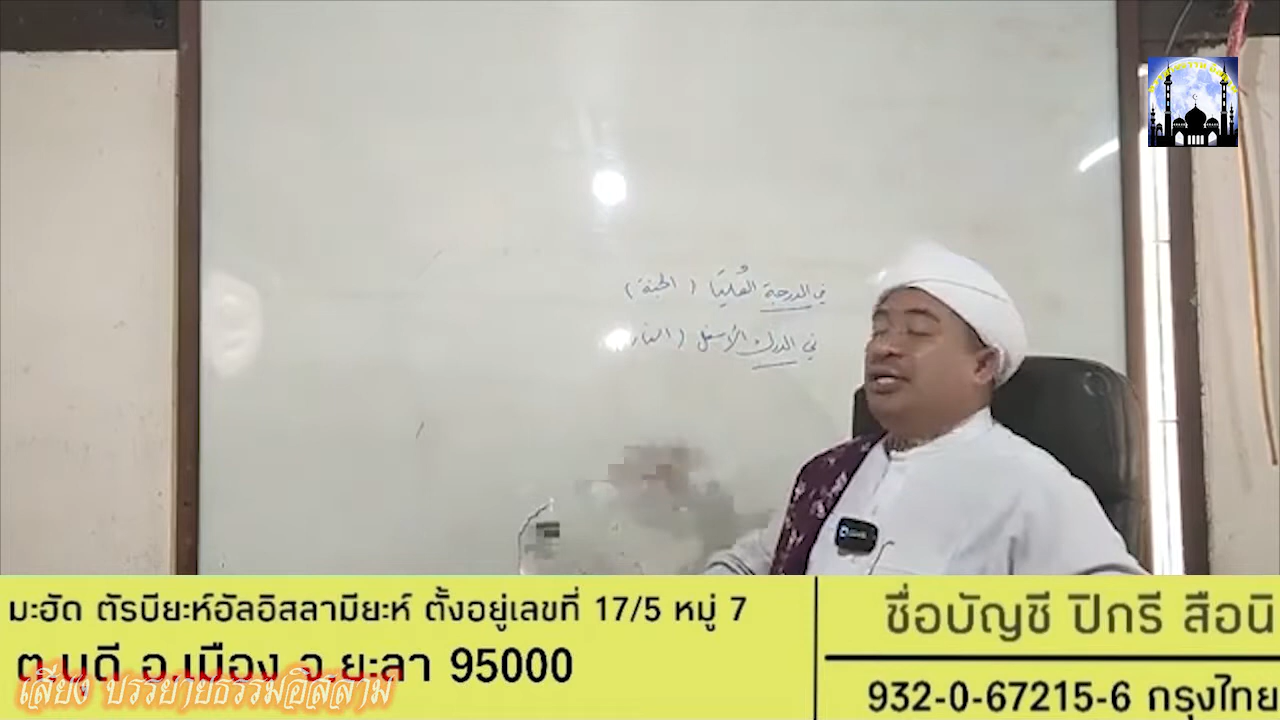 في الدرجة العُليَا ( الجنة )
في الدرك الأسفل ( النار
มะฮัด ตัรบียะห์อัลอิสลามียะห์ ตั้งอยู่เลขที่ 17/5 หมู่ 7
ต.บุดี อ.เมือง จ.ยะลา 95000
เสียง บรรยายธรรมอิสลาม
ชื่อบัญชี ปิกรี สือนิ
932-0-67215-6 กรุงไทย